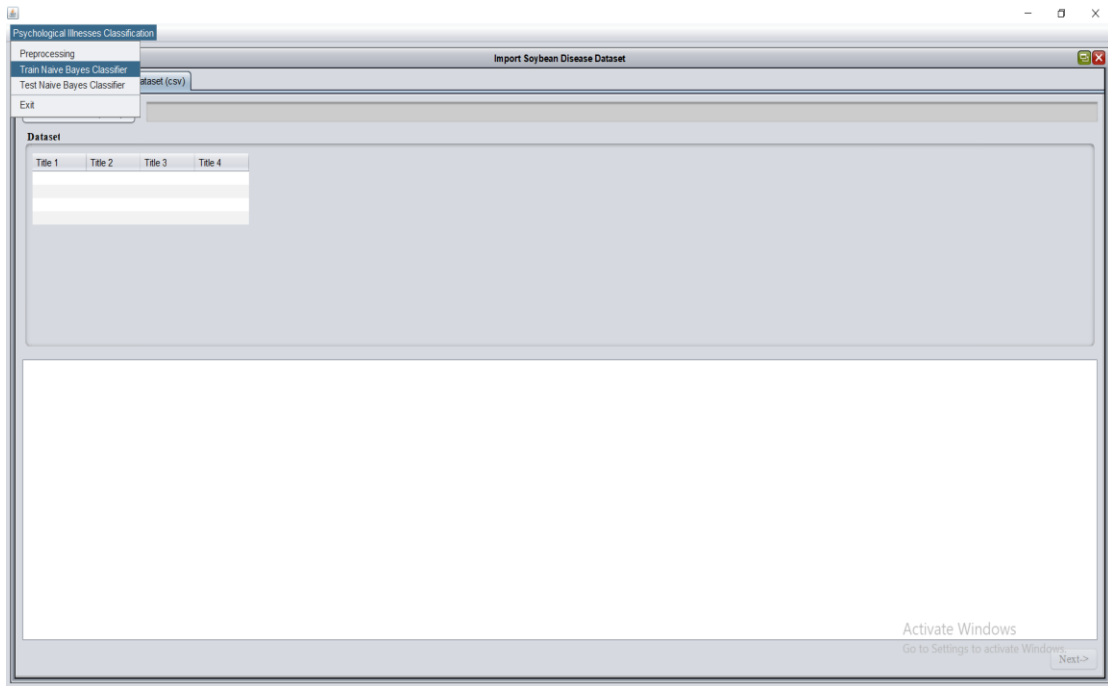 Psychological Illnesses Classification
Preprocessing
Train Naive Bayes Classifier
Test Naive Bayes Classifier
Exit
Import Soybean Disease Dataset
ataset (csv)
Dataset
Title 1 Title 2 Title 3 Title 4
Activate Windows
Go to Settings to activate Windows.
Next->